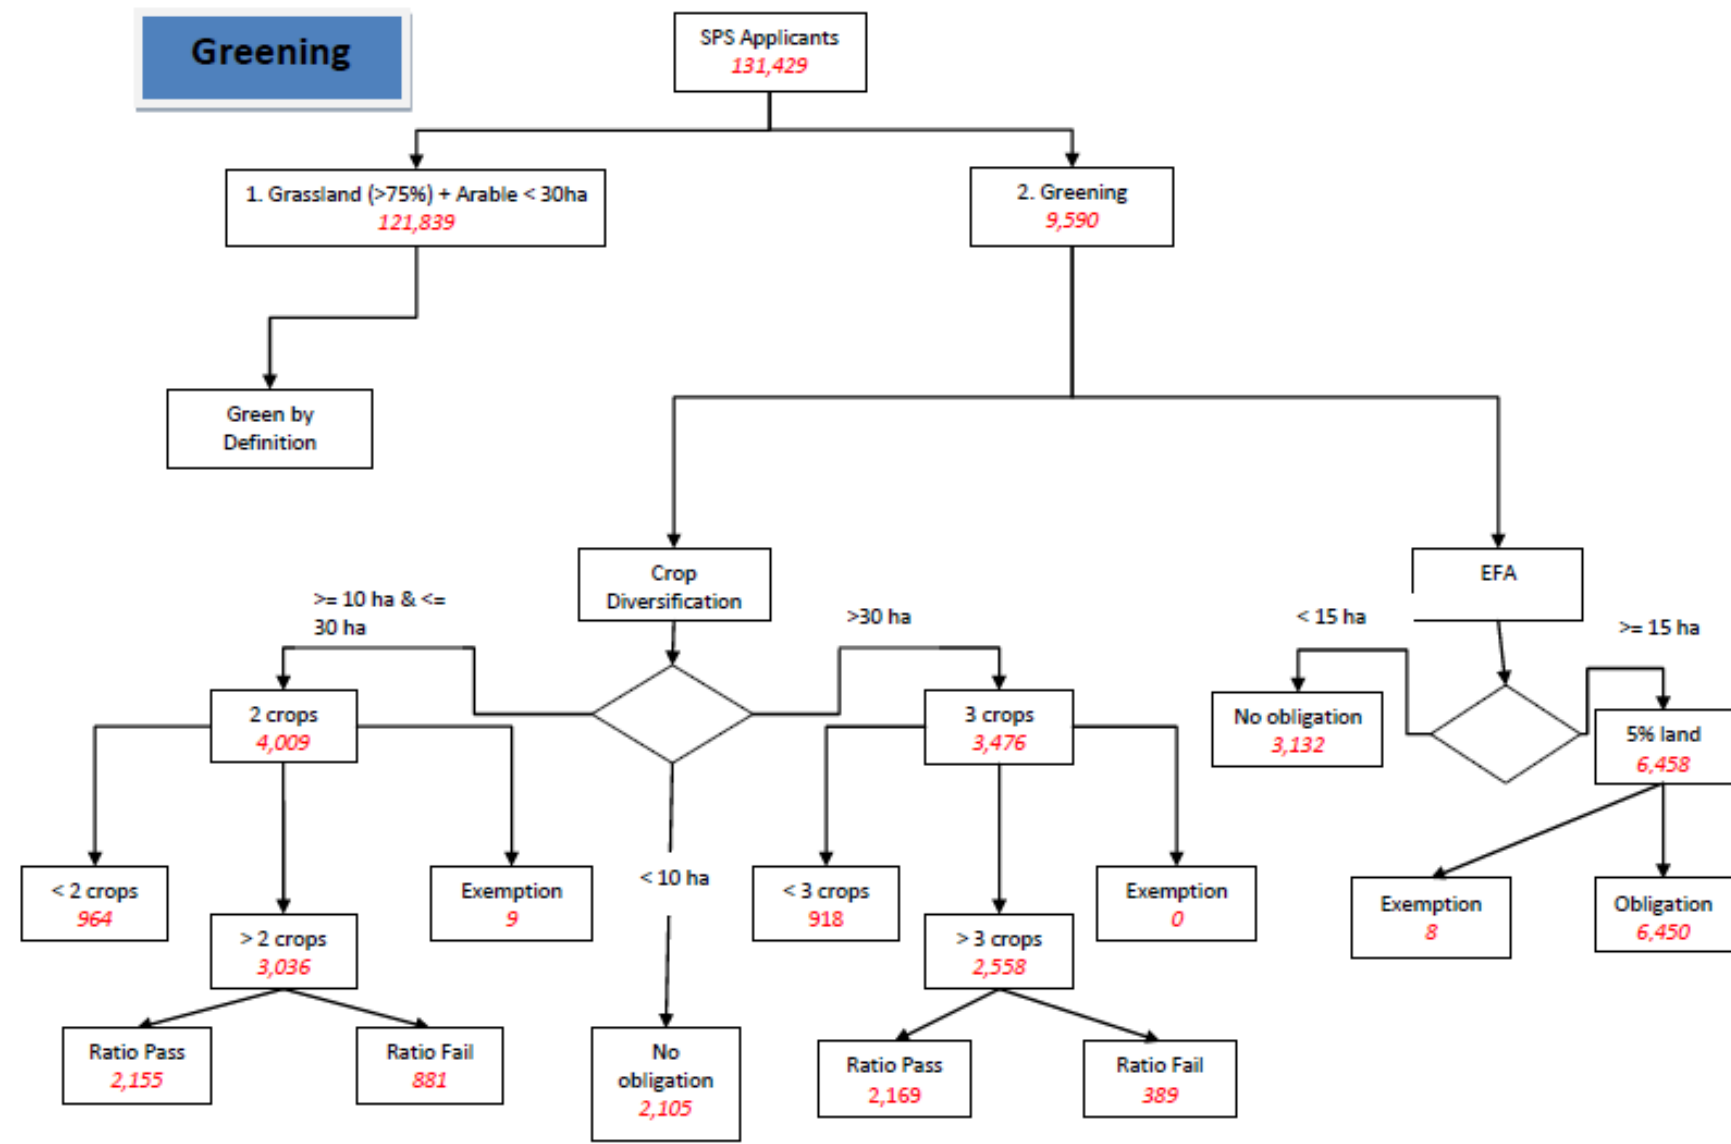 Greening
SPS Applicants
131,429
1. Grassland (>75%) + Arable < 30ha
121,839
2. Greening
9,590
Green by
Definition
Crop
Diversification
EFA
>= 10 ha & <=
30 ha
>30 ha
< 15 ha
>= 15 ha
2 crops
4,009
3 crops
3,476
No obligation
3,132
5% land
6,458
< 2 crops
964
Exemption
9
< 10 ha
< 3 crops
918
Exemption
0
Exemption
8
Obligation
6,450
> 2 crops
3,036
> 3 crops
2,558
Ratio Pass
2,155
Ratio Fail
881
No
obligation
2,105
Ratio Pass
2,169
Ratio Fail
389